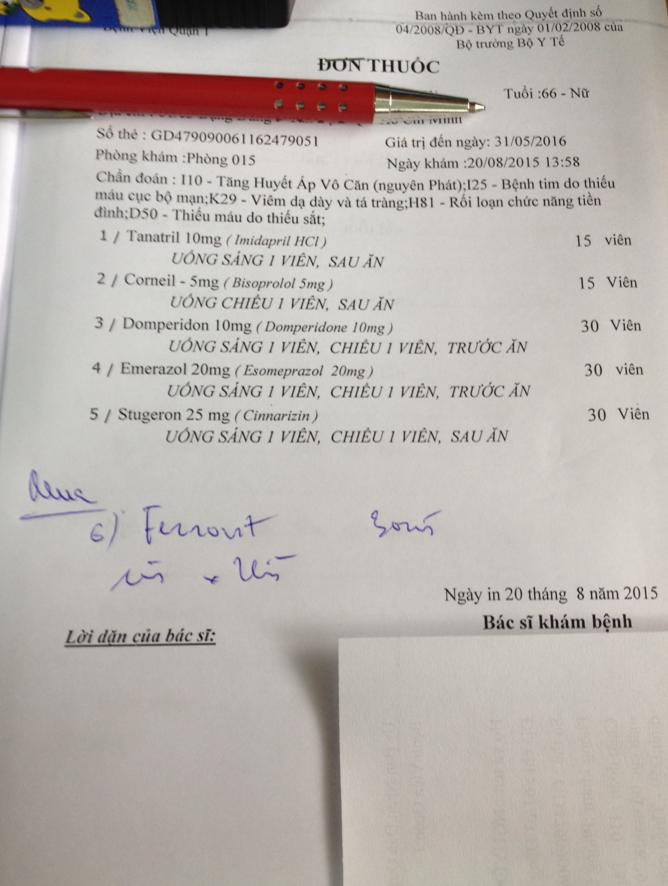 Bệnh Viện Quận 1
Ban hành kèm theo Quyết định số
04/2008/QĐ - BYT ngày 01/02/2008 của
Bộ trưởng Bộ Y Tế
ĐƠN THUỐC
Tuổi :66 - Nữ
Chí Minh
Số thẻ : GD479090061162479051
Giá trị đến ngày: 31/05/2016
Phòng khám :Phòng 015
Ngày khám :20/08/2015 13:58
Chẩn đoán : I10 - Tăng Huyết Áp Vô Căn (nguyên Phát);I25 - Bệnh tim do thiếu
máu cục bộ mạn;K29 - Viêm dạ dày và tá tràng;H81 - Rối loạn chức năng tiền
đình;D50 - Thiếu máu do thiếu sắt;
1 / Tanatril 10mg ( Imidapril HCl ) 15 viên
UỐNG SÁNG 1 VIÊN, SAU ĂN
2 / Corneil - 5mg ( Bisoprolol 5mg ) 15 Viên
UỐNG CHIỀU 1 VIÊN, SAU ĂN
3 / Domperidon 10mg ( Domperidone 10mg ) 30 Viên
UỐNG SÁNG 1 VIÊN, CHIỀU 1 VIÊN, TRƯỚC ĂN
4 / Emerazol 20mg ( Esomeprazol 20mg ) 30 viên
UỐNG SÁNG 1 VIÊN, CHIỀU 1 VIÊN, TRƯỚC ĂN
5 / Stugeron 25 mg ( Cinnarizin ) 30 Viên
UỐNG SÁNG 1 VIÊN, CHIỀU 1 VIÊN, SAU ĂN
6) Ferrovit
Ngày in 20 tháng 8 năm 2015
Bác sĩ khám bệnh
Lời dặn của bác sĩ: